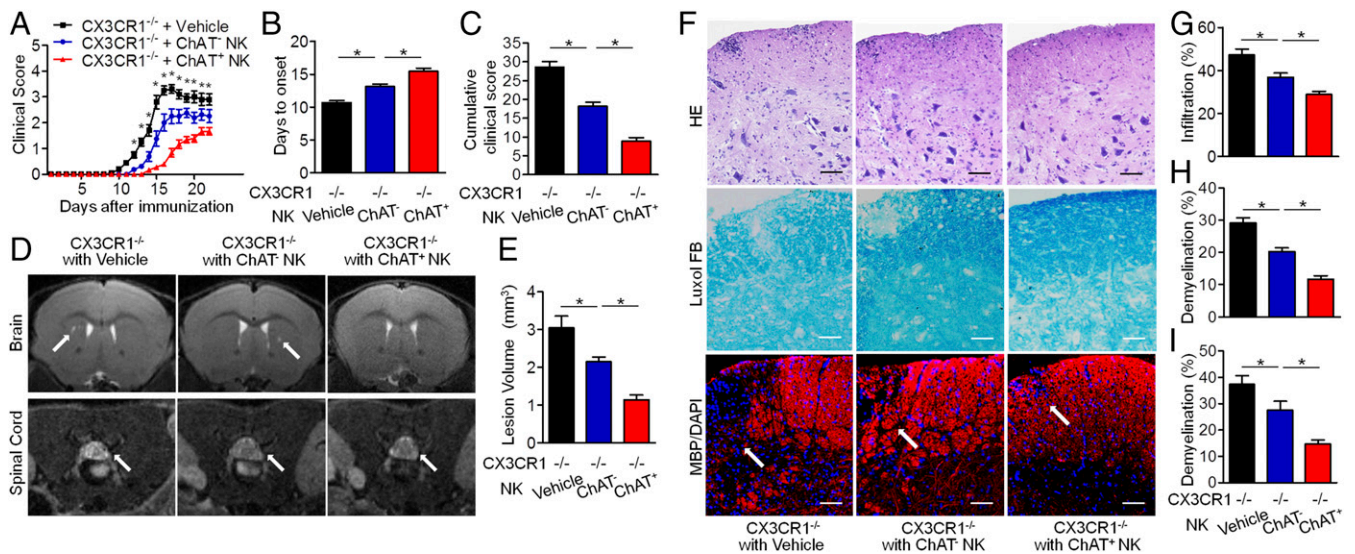 A
CX3CR1-/- + Vehicle
CX3CR1-/- + ChAT- NK
CX3CR1-/- + ChAT+ NK
Clinical Score
5
4
3
2
1
0
0 5 10 15 20
Days after immunization
* * * * * * * * * * *
B
Days to onset
20
15
10
5
0
* *
CX3CR1 -/- -/- -/-
NK Vehicle ChAT- ChAT+
C
Cumulative
clinical score
35
30
25
20
15
10
5
0
* *
CX3CR1 -/- -/- -/-
NK Vehicle ChAT- ChAT+
D
CX3CR1-/-
with Vehicle
CX3CR1-/-
with ChAT- NK
CX3CR1-/-
with ChAT+ NK
Brain
Spinal Cord
E
Lesion Volume (mm3)
4
3
2
1
0
* *
CX3CR1 -/- -/- -/-
NK Vehicle ChAT- ChAT+
F
HE
Luxol FB
MBP/DAPI
CX3CR1-/-
with Vehicle
CX3CR1-/-
with ChAT- NK
CX3CR1-/-
with ChAT+ NK
G
Infiltration (%)
60
40
20
0
* *
H
Demyelination (%)
40
30
20
10
0
* *
I
Demyelination (%)
50
40
30
20
10
0
* *
CX3CR1 -/- -/- -/-
NK Vehicle ChAT- ChAT+